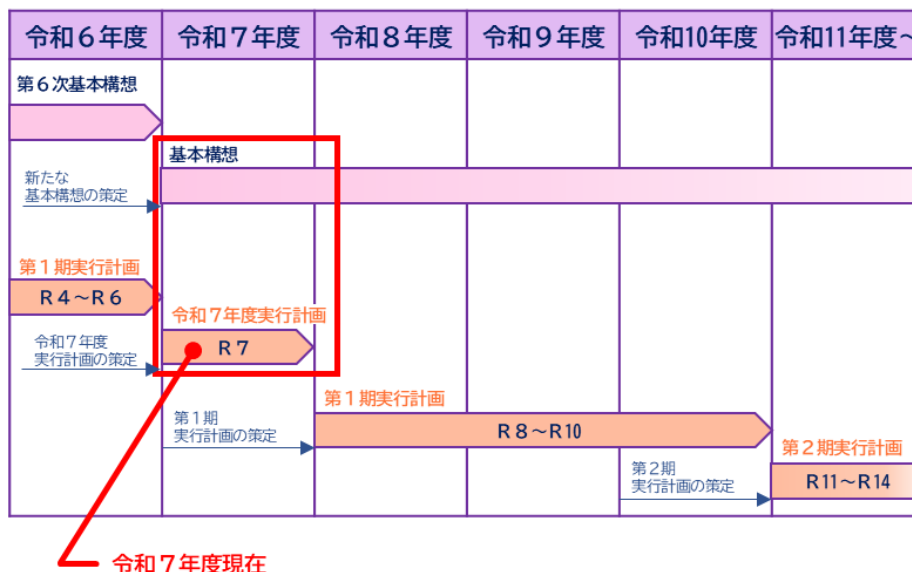 令和６年度
令和７年度
令和８年度
令和９年度
令和10年度
令和11年度～
第６次基本構想
基本構想
新たな
基本構想の策定
第１期実行計画
Ｒ４～Ｒ６
令和７年度実行計画
Ｒ７
令和７年度
実行計画の策定
第１期実行計画
Ｒ８～Ｒ10
第１期
実行計画の策定
第２期実行計画
Ｒ11～Ｒ14
第２期
実行計画の策定
令和７年度現在